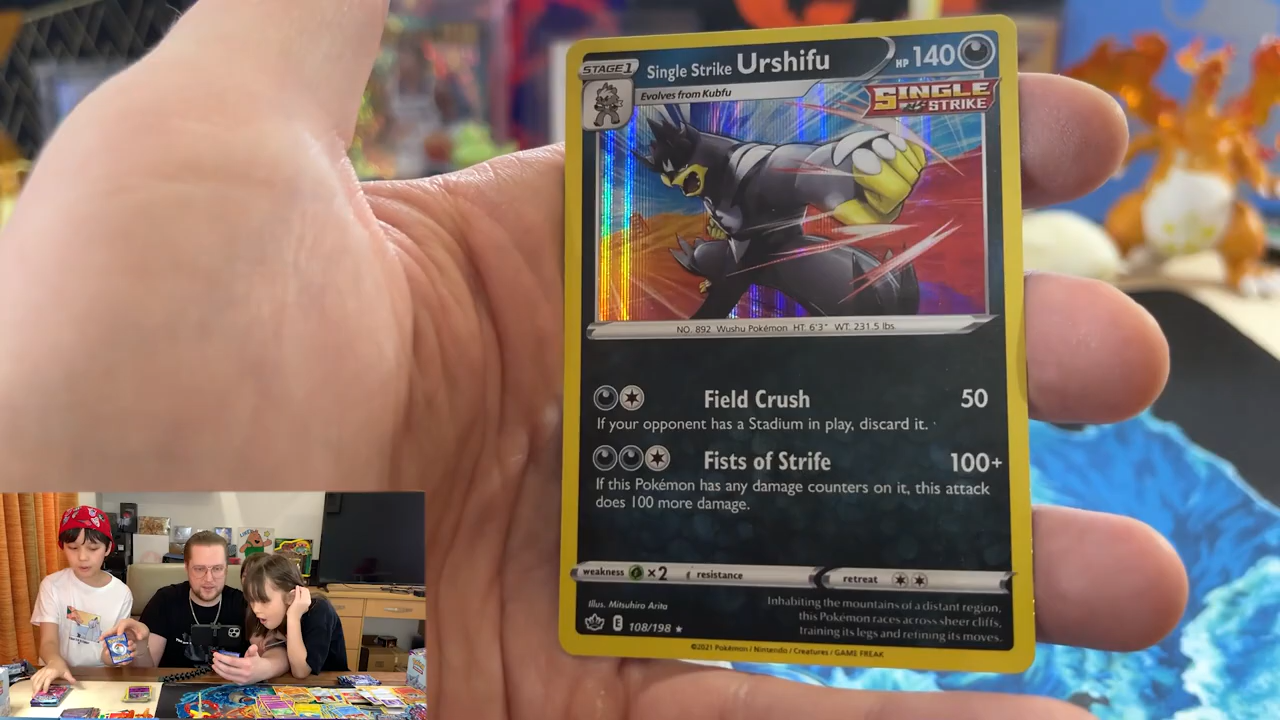 STAGE 1
Single Strike Urshifu
HP 140
Evolves from Kubfu
SINGLE
STRIKE
NO. 892 Wushu Pokémon HT: 6'3" WT: 231.5 lbs
Field Crush 50
If your opponent has a Stadium in play, discard it.
Fists of Strife 100+
If this Pokémon has any damage counters on it, this attack
does 100 more damage.
weakness ×2 resistance retreat
Illus. Mitsuhiro Arita
E 108/198 ★
Inhabiting the mountains of a distant region,
this Pokémon races across sheer cliffs,
training its legs and refining its moves.
©2021 Pokémon / Nintendo / Creatures / GAME FREAK